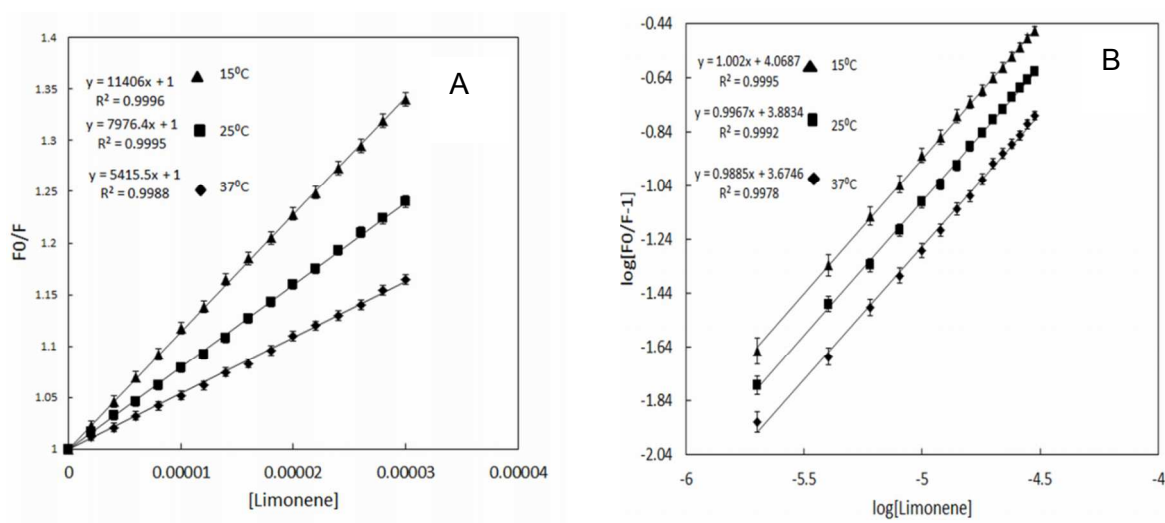 A
y = 11406x + 1
R² = 0.9996
15⁰C
y = 7976.4x + 1
R² = 0.9995
25⁰C
y = 5415.5x + 1
R² = 0.9988
37⁰C
F0/F
1.4
1.35
1.3
1.25
1.2
1.15
1.1
1.05
1
0 0.00001 0.00002 0.00003 0.00004
[Limonene]
B
y = 1.002x + 4.0687
R² = 0.9995
15⁰C
y = 0.9967x + 3.8834
R² = 0.9992
25⁰C
y = 0.9885x + 3.6746
R² = 0.9978
37⁰C
log[F0/F-1]
-0.44
-0.64
-0.84
-1.04
-1.24
-1.44
-1.64
-1.84
-2.04
-6 -5.5 -5 -4.5 -4
log[Limonene]